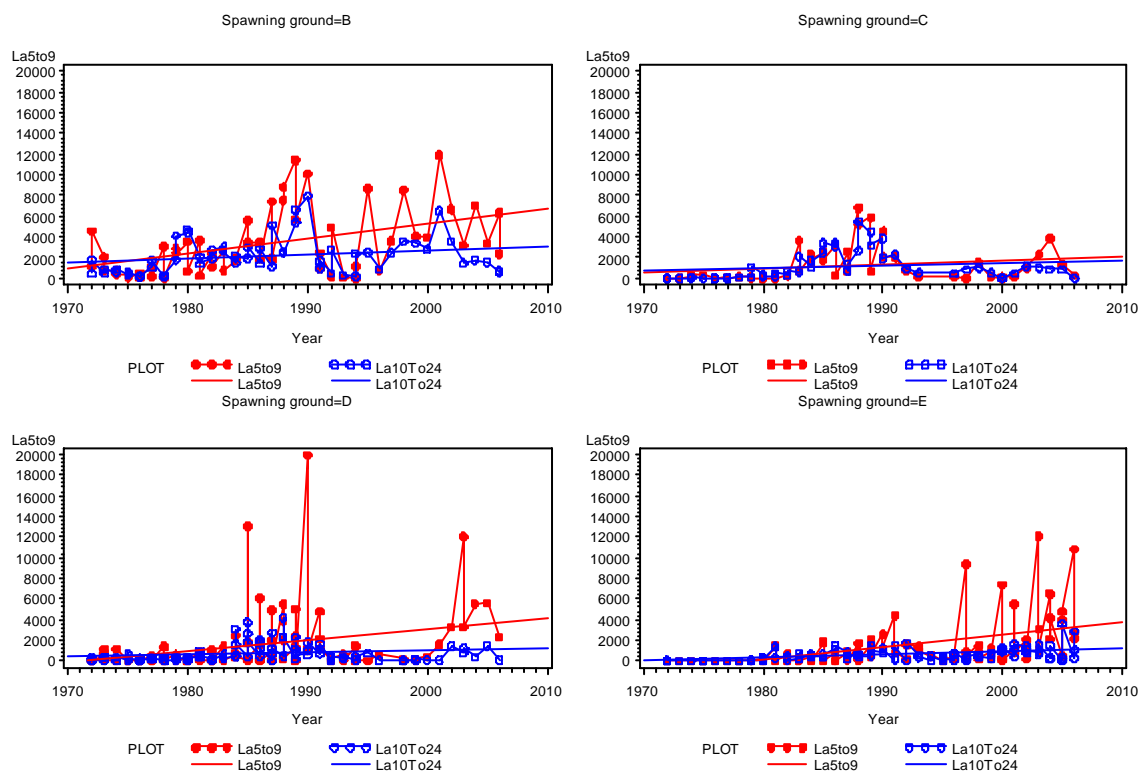 Spawning ground=B
La5to9
20000
18000
16000
14000
12000
10000
8000
6000
4000
2000
0
1970 1980 1990 2000 2010
Year
PLOT La5to9 La10To24
La5to9 La10To24
Spawning ground=C
La5to9
20000
18000
16000
14000
12000
10000
8000
6000
4000
2000
0
1970 1980 1990 2000 2010
Year
PLOT La5to9 La10To24
La5to9 La10To24
Spawning ground=D
La5to9
20000
18000
16000
14000
12000
10000
8000
6000
4000
2000
0
1970 1980 1990 2000 2010
Year
PLOT La5to9 La10To24
La5to9 La10To24
Spawning ground=E
La5to9
20000
18000
16000
14000
12000
10000
8000
6000
4000
2000
0
1970 1980 1990 2000 2010
Year
PLOT La5to9 La10To24
La5to9 La10To24